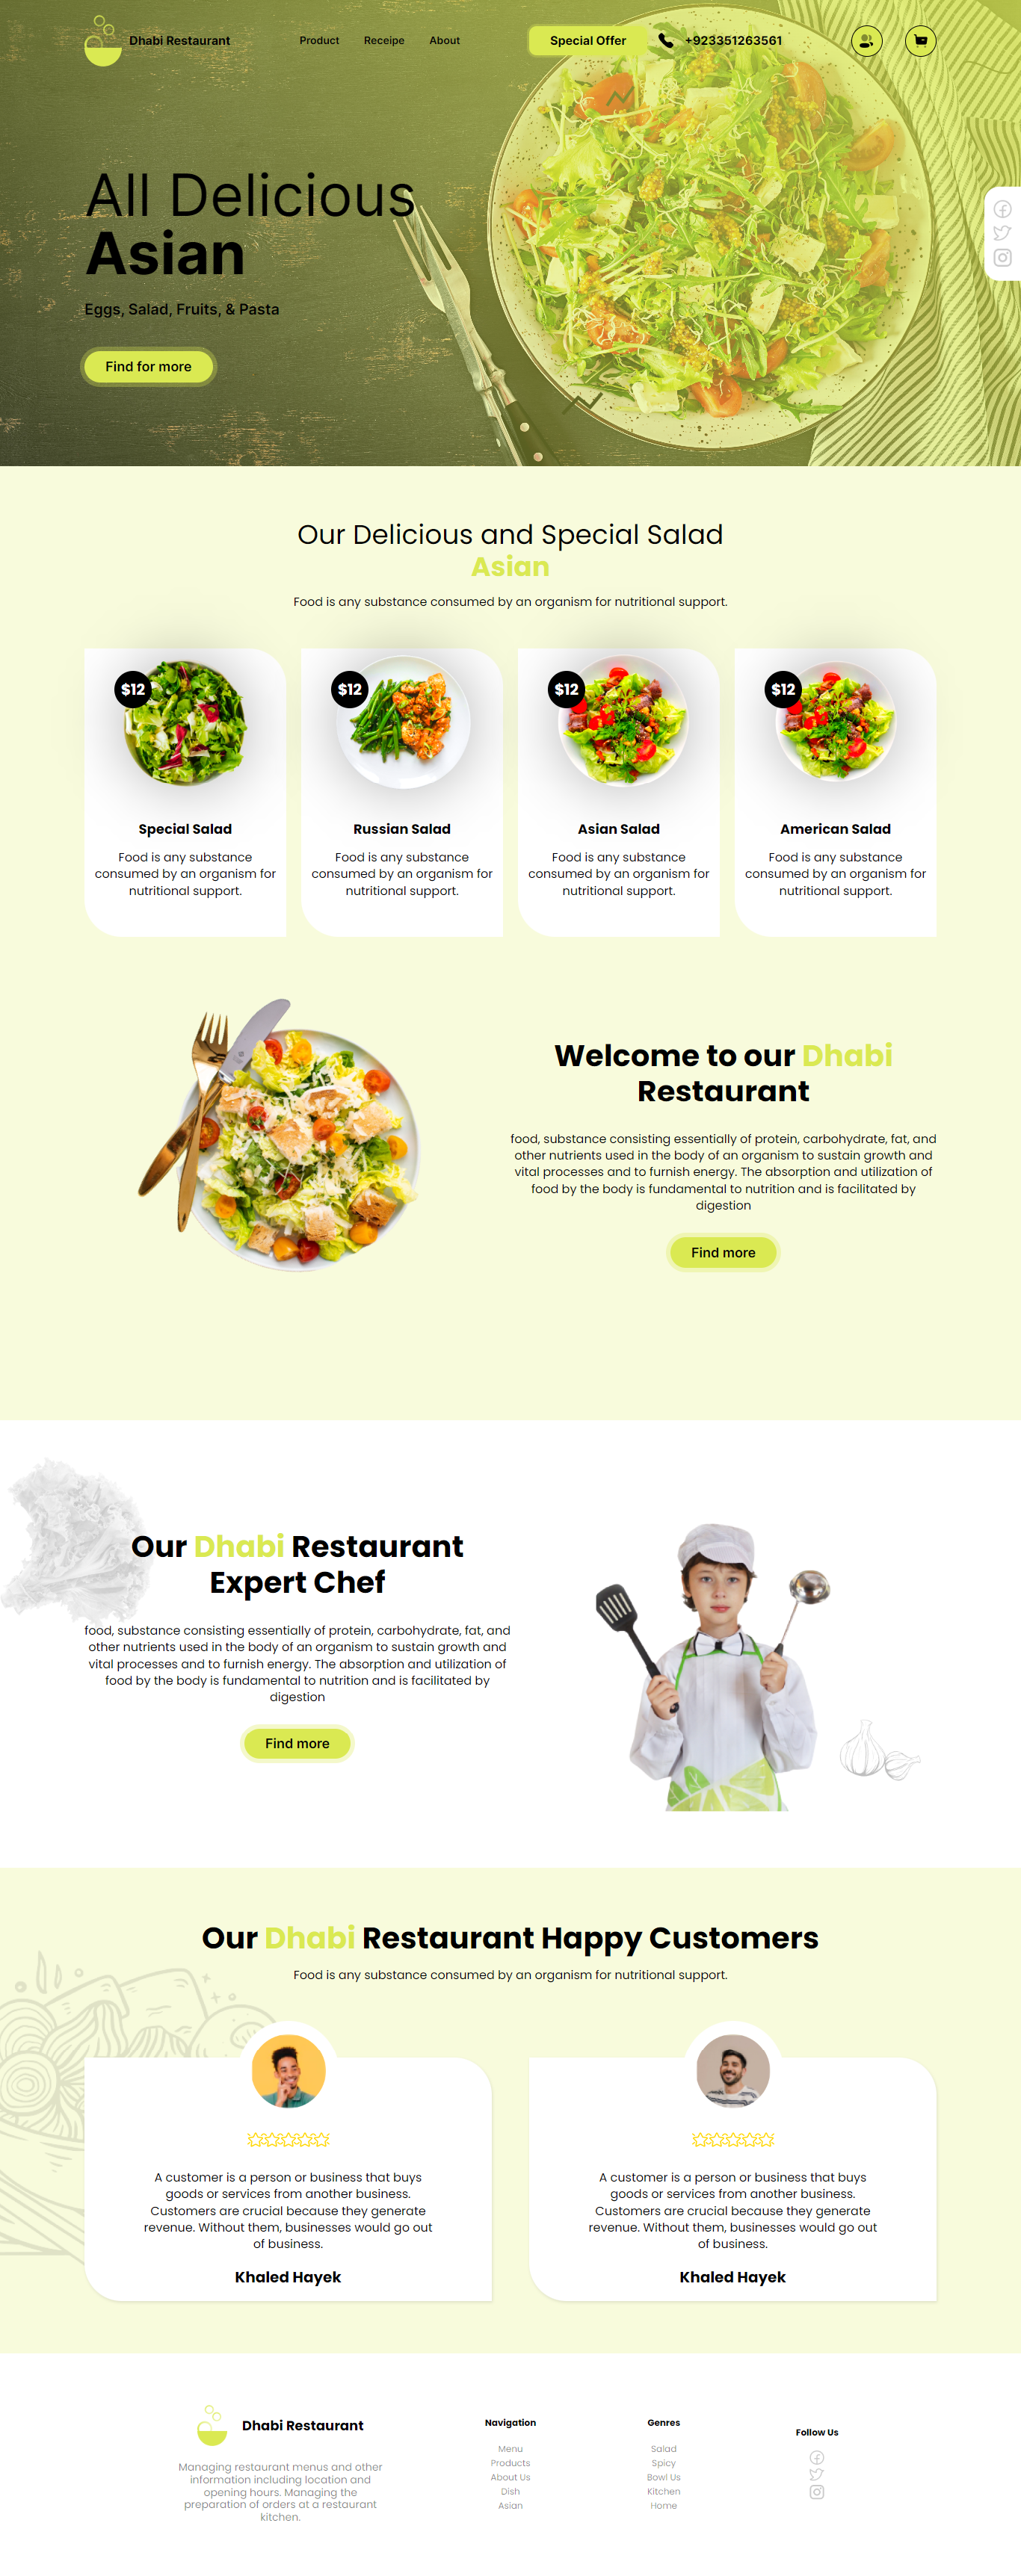 Dhabi Restaurant
Product
Receipe
About
Special Offer
+923351263561
All Delicious
Asian
Eggs, Salad, Fruits, & Pasta
Find for more
Our Delicious and Special Salad
Asian
Food is any substance consumed by an organism for nutritional support.
$12
$12
$12
$12
Special Salad
Food is any substance
consumed by an organism for
nutritional support.
Russian Salad
Food is any substance
consumed by an organism for
nutritional support.
Asian Salad
Food is any substance
consumed by an organism for
nutritional support.
American Salad
Food is any substance
consumed by an organism for
nutritional support.
Welcome to our Dhabi
Restaurant
food, substance consisting essentially of protein, carbohydrate, fat, and
other nutrients used in the body of an organism to sustain growth and
vital processes and to furnish energy. The absorption and utilization of
food by the body is fundamental to nutrition and is facilitated by
digestion
Find more
Our Dhabi Restaurant
Expert Chef
food, substance consisting essentially of protein, carbohydrate, fat, and
other nutrients used in the body of an organism to sustain growth and
vital processes and to furnish energy. The absorption and utilization of
food by the body is fundamental to nutrition and is facilitated by
digestion
Find more
Our Dhabi Restaurant Happy Customers
Food is any substance consumed by an organism for nutritional support.
A customer is a person or business that buys
goods or services from another business.
Customers are crucial because they generate
revenue. Without them, businesses would go out
of business.
Khaled Hayek
A customer is a person or business that buys
goods or services from another business.
Customers are crucial because they generate
revenue. Without them, businesses would go out
of business.
Khaled Hayek
Dhabi Restaurant
Managing restaurant menus and other
information including location and
opening hours. Managing the
preparation of orders at a restaurant
kitchen.
Navigation
Menu
Products
About Us
Dish
Asian
Genres
Salad
Spicy
Bowl Us
Kitchen
Home
Follow Us